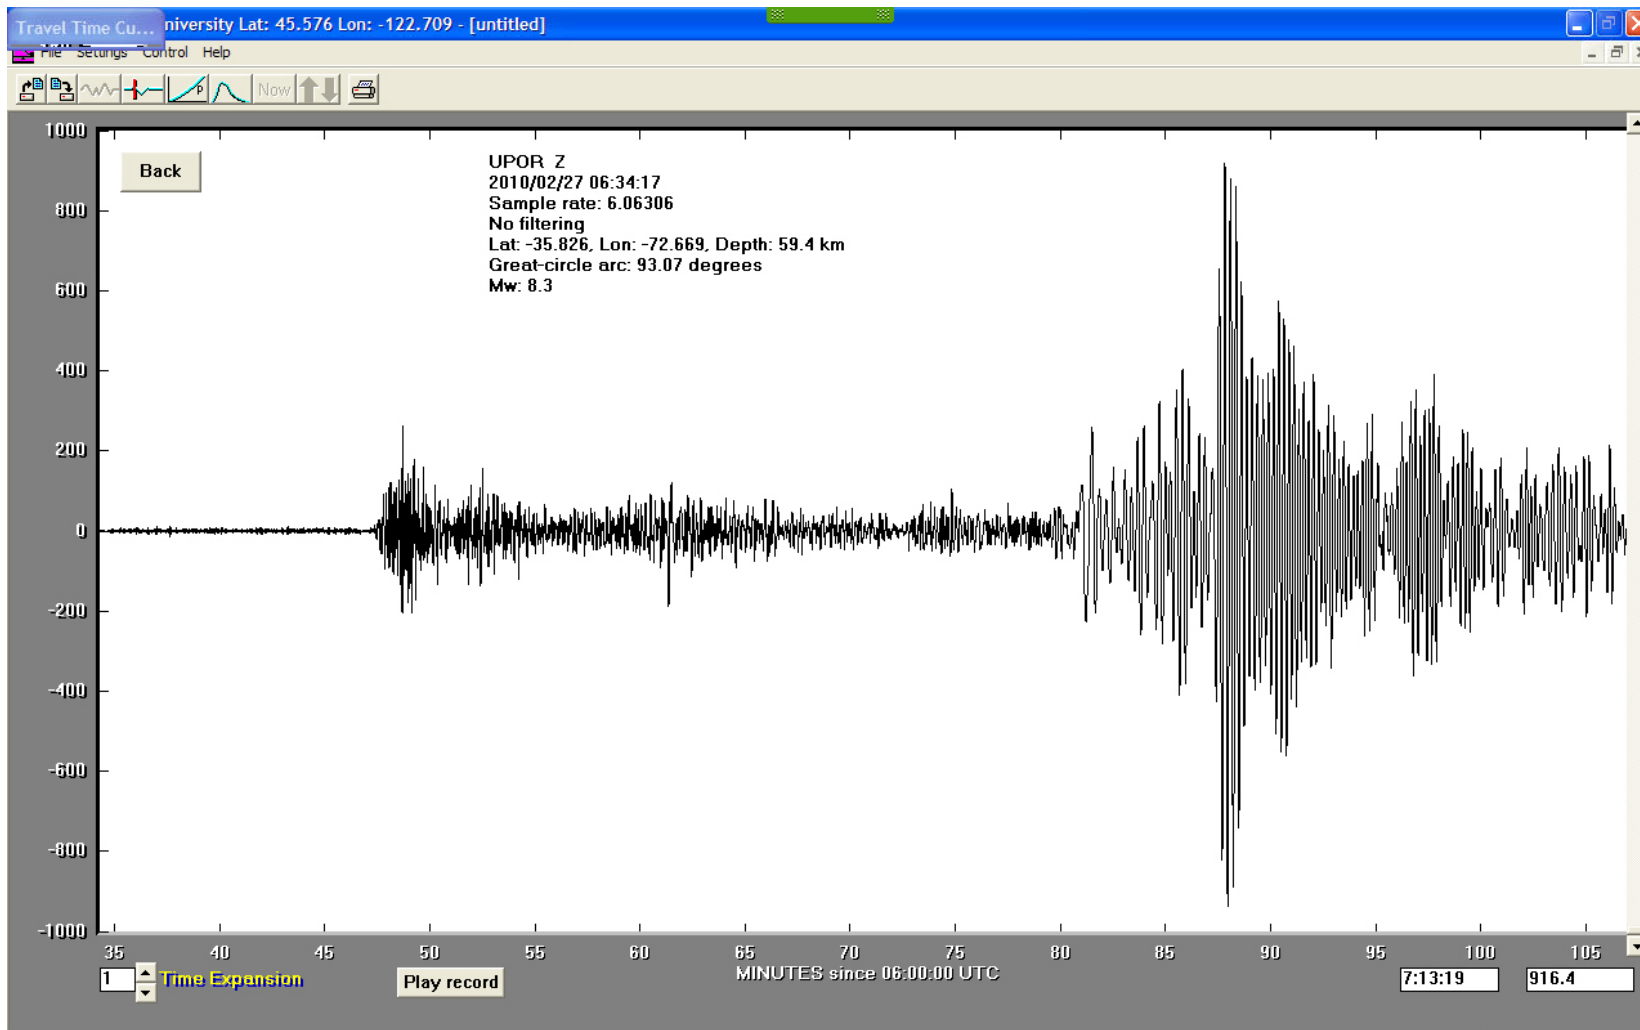 Travel Time Cu... niversity Lat: 45.576 Lon: -122.709 - [untitled]
File Settings Control Help
Now
1000
Back
UPOR Z
2010/02/27 06:34:17
Sample rate: 6.06306
No filtering
Lat: -35.826, Lon: -72.669, Depth: 59.4 km
Great-circle arc: 93.07 degrees
Mw: 8.3
800
600
400
200
0
-200
-400
-600
-800
-1000
35 40 45 50 55 60 65 70 75 80 85 90 95 100 105
MINUTES since 06:00:00 UTC
1 Time Expansion Play record 7:13:19 916.4